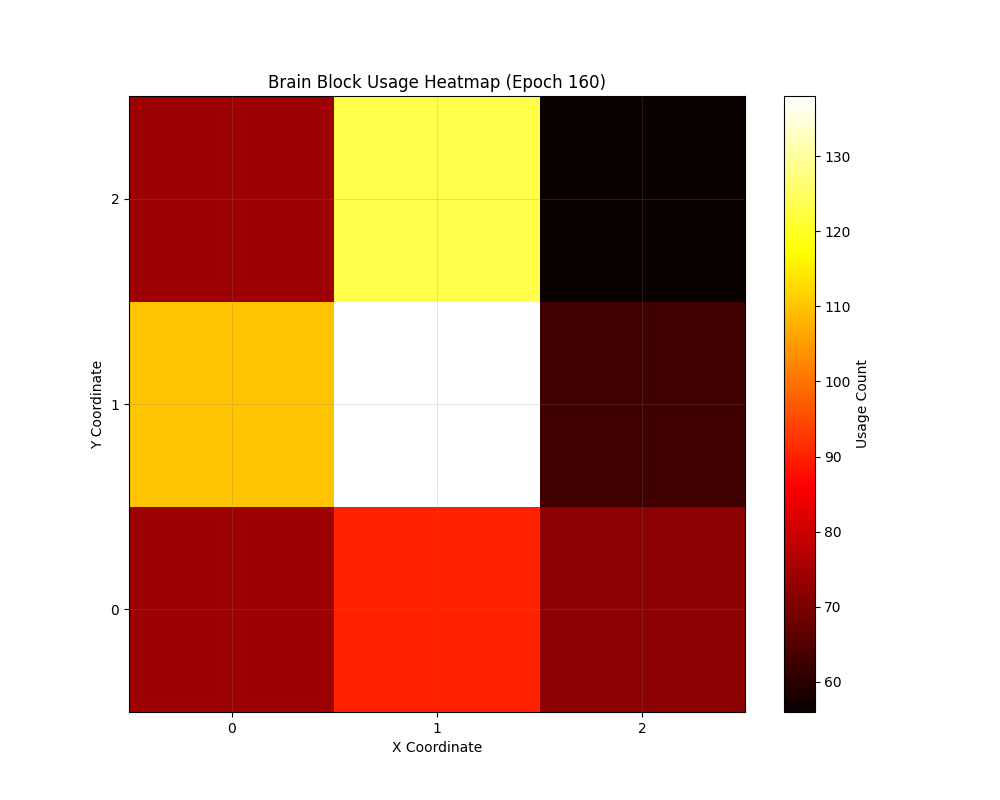 Brain Block Usage Heatmap (Epoch 160)
2
1
0
Y Coordinate
0 1 2
X Coordinate
130
120
110
100
90
80
70
60
Usage Count